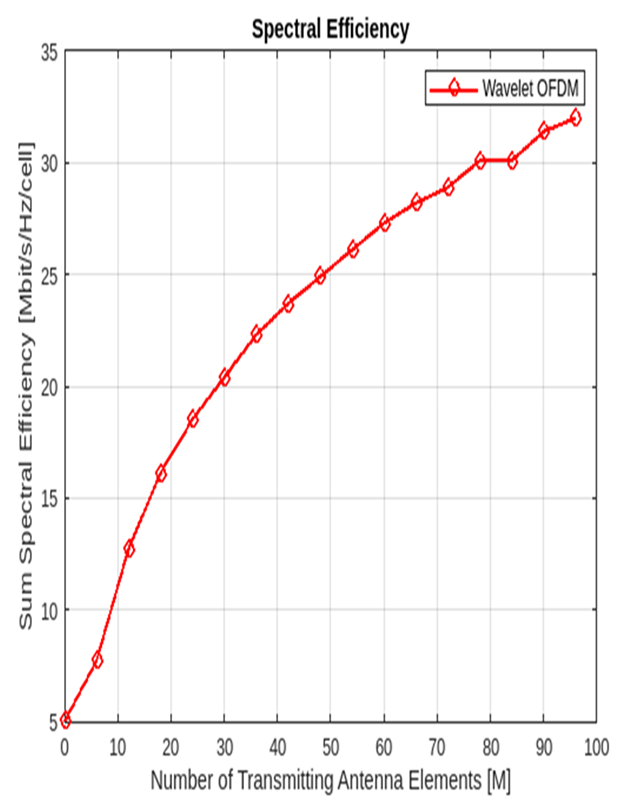 Spectral Efficiency
Wavelet OFDM
Sum Spectral Efficiency [Mbit/s/Hz/cell]
35
30
25
20
15
10
5
0 10 20 30 40 50 60 70 80 90 100
Number of Transmitting Antenna Elements [M]